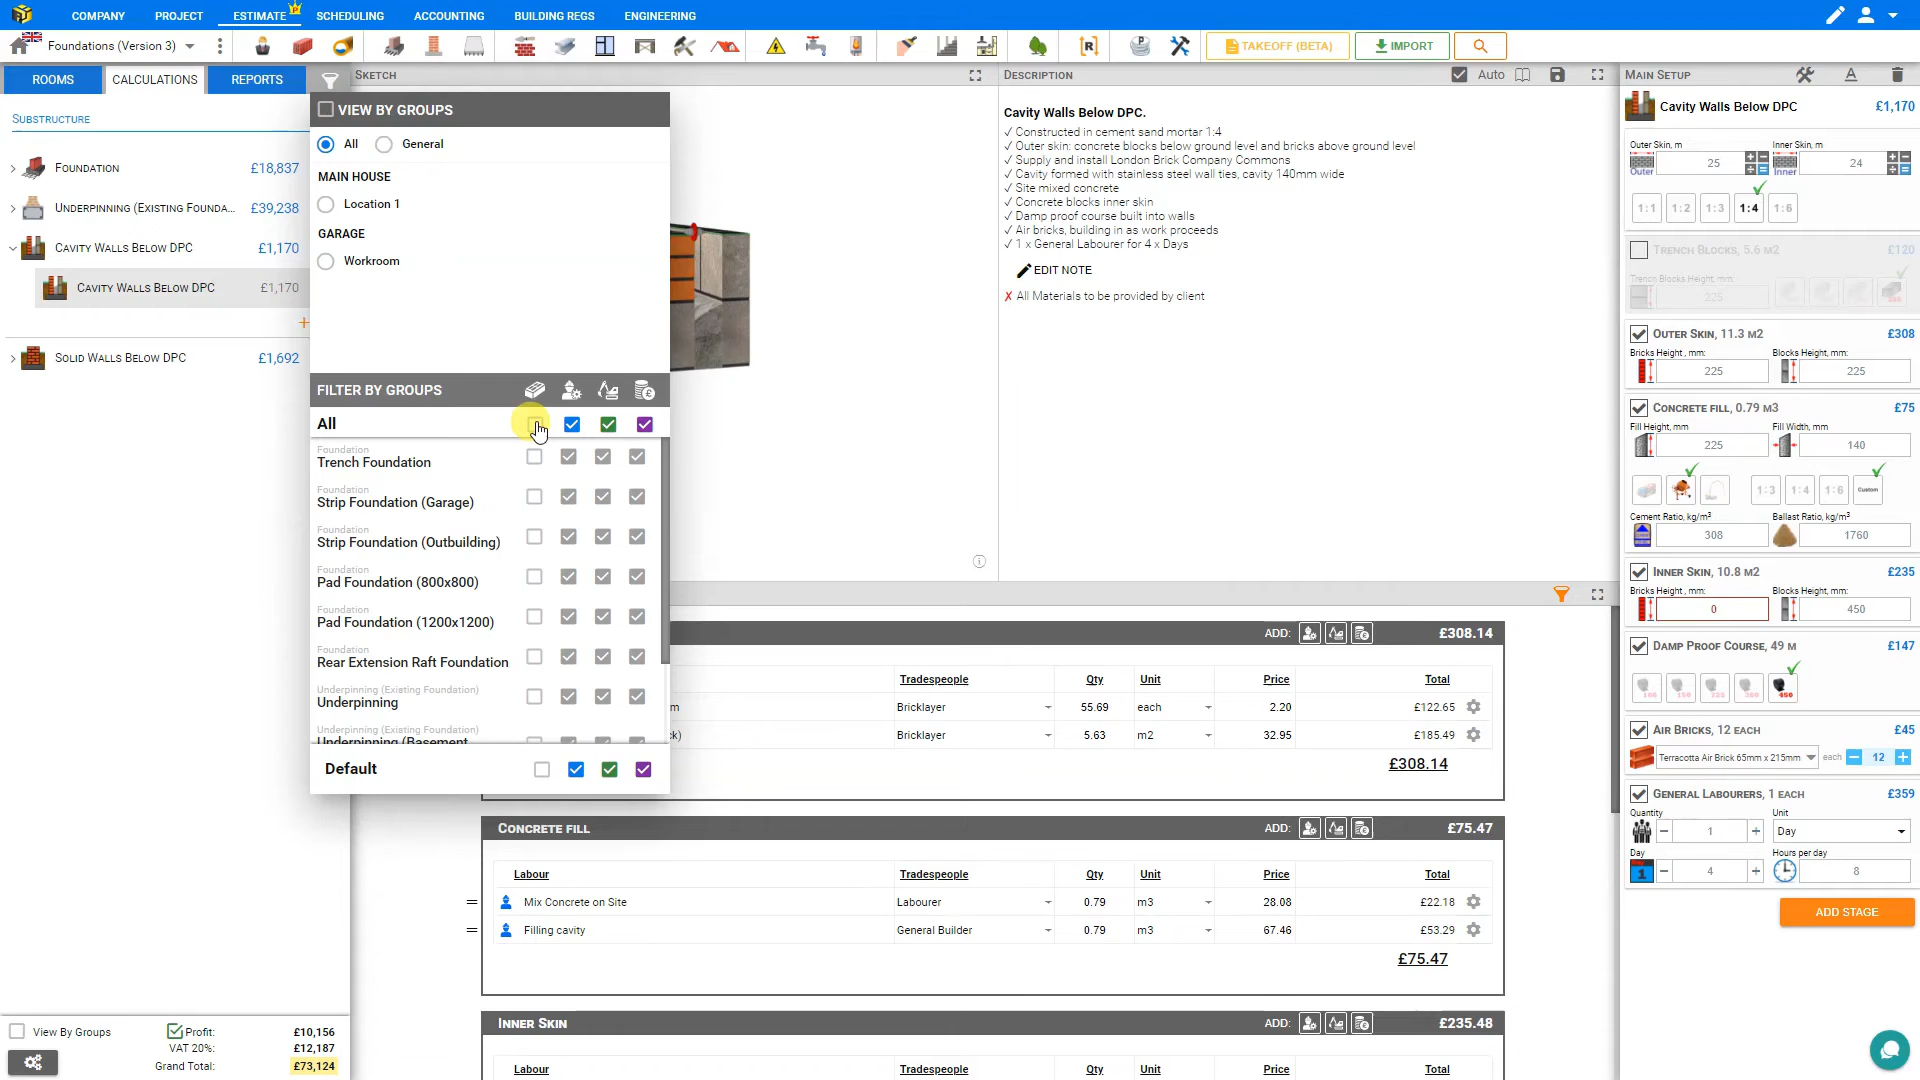 COMPANY PROJECT ESTIMATE SCHEDULING ACCOUNTING BUILDING REGS ENGINEERING
Foundations (Version 3) TAKEOFF (BETA) IMPORT
ROOMS CALCULATIONS REPORTS
SUBSTRUCTURE
FOUNDATION £18,837
UNDERPINNING (EXISTING FOUNDA... £39,238
CAVITY WALLS BELOW DPC £1,170
CAVITY WALLS BELOW DPC £1,170
SOLID WALLS BELOW DPC £1,692
View By Groups Profit: £10,156
VAT 20%: £12,187
Grand Total: £73,124
VIEW BY GROUPS
All General
MAIN HOUSE
Location 1
GARAGE
Workroom
FILTER BY GROUPS
All
Foundation
Trench Foundation
Foundation
Strip Foundation (Garage)
Foundation
Strip Foundation (Outbuilding)
Foundation
Pad Foundation (800x800)
Foundation
Pad Foundation (1200x1200)
Foundation
Rear Extension Raft Foundation
Underpinning (Existing Foundation)
Underpinning
Underpinning (Existing Foundation)
Underpinning (Basement
Default
SKETCH
DESCRIPTION Auto
Cavity Walls Below DPC.
✓ Constructed in cement sand mortar 1:4
✓ Outer skin: concrete blocks below ground level and bricks above ground level
✓ Supply and install London Brick Company Commons
✓ Cavity formed with stainless steel wall ties, cavity 140mm wide
✓ Site mixed concrete
✓ Concrete blocks inner skin
✓ Damp proof course built into walls
✓ Air bricks, building in as work proceeds
✓ 1 x General Labourer for 4 x Days
EDIT NOTE
✗ All Materials to be provided by client
ADD: £308.14
Tradespeople Qty Unit Price Total
m Bricklayer 55.69 each 2.20 £122.65
k) Bricklayer 5.63 m2 32.95 £185.49
£308.14
CONCRETE FILL ADD: £75.47
Labour Tradespeople Qty Unit Price Total
Mix Concrete on Site Labourer 0.79 m3 28.08 £22.18
Filling cavity General Builder 0.79 m3 67.46 £53.29
£75.47
INNER SKIN ADD: £235.48
Labour Tradespeople Qty Unit Price Total
MAIN SETUP
Cavity Walls Below DPC £1,170
Outer Skin, m Inner Skin, m
Outer 25 Inner 24
1:1 1:2 1:3 1:4 1:6
TRENCH BLOCKS, 5.6 M2 £120
Trench Blocks Height, mm
225
OUTER SKIN, 11.3 M2 £308
Bricks Height, mm: Blocks Height, mm:
225 225
CONCRETE FILL, 0.79 M3 £75
Fill Height, mm Fill Width, mm
225 140
1:3 1:4 1:6 Custom
Cement Ratio, kg/m³ Ballast Ratio, kg/m³
308 1760
INNER SKIN, 10.8 M2 £235
Bricks Height , mm: Blocks Height, mm:
0 450
DAMP PROOF COURSE, 49 M £147
450
AIR BRICKS, 12 EACH £45
Terracotta Air Brick 65mm x 215mm each 12
GENERAL LABOURERS, 1 EACH £359
Quantity Unit
1 Day
Day Hours per day
1 4 8
ADD STAGE